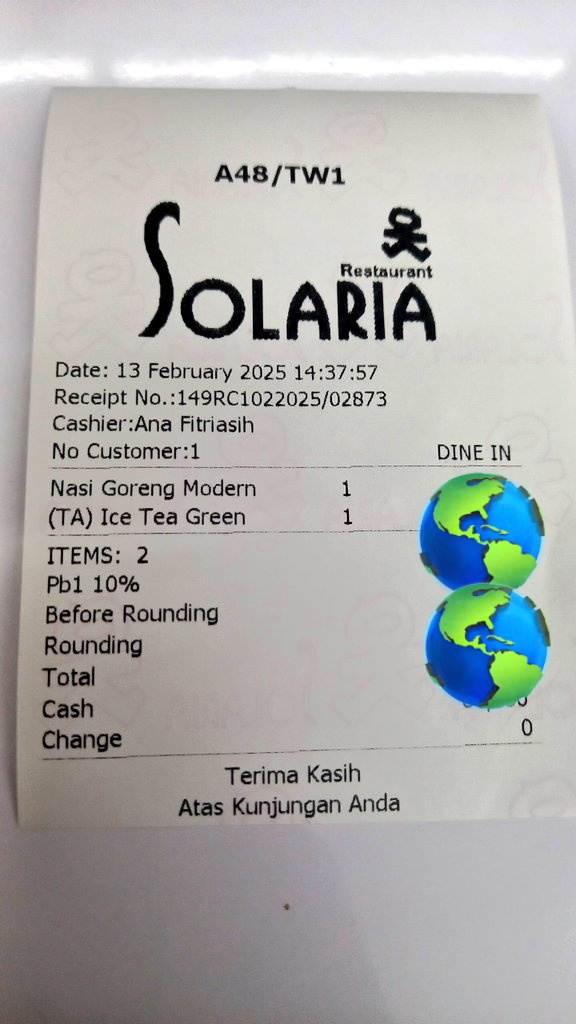 A48/TW1
SOLARIA
Restaurant
Date: 13 February 2025 14:37:57
Receipt No.:149RC1022025/02873
Cashier:Ana Fitriasih
No Customer:1 DINE IN
Nasi Goreng Modern 1
(TA) Ice Tea Green 1
ITEMS: 2
Pb1 10%
Before Rounding
Rounding
Total
Cash
Change 0
Terima Kasih
Atas Kunjungan Anda